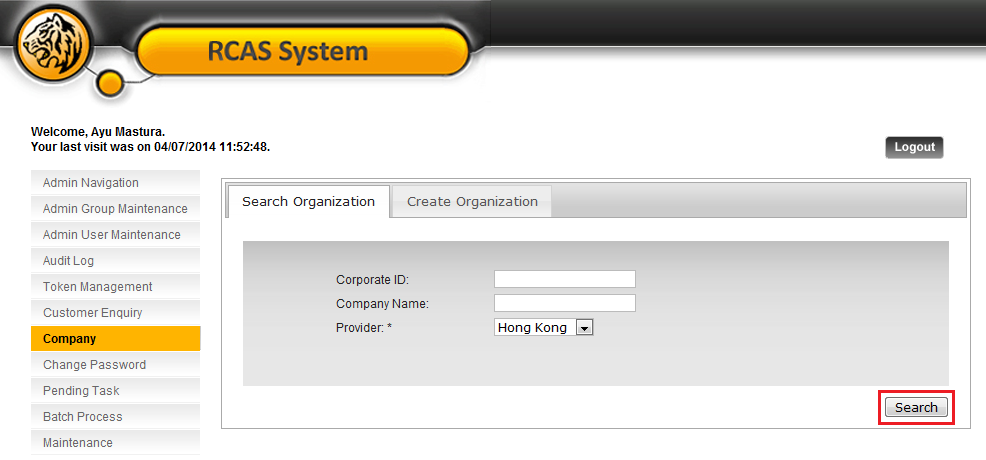 RCAS System
Welcome, Ayu Mastura.
Your last visit was on 04/07/2014 11:52:48.
Logout
Admin Navigation
Admin Group Maintenance
Admin User Maintenance
Audit Log
Token Management
Customer Enquiry
Company
Change Password
Pending Task
Batch Process
Maintenance
Search Organization
Create Organization
Corporate ID:
Company Name:
Provider: *
Hong Kong
Search